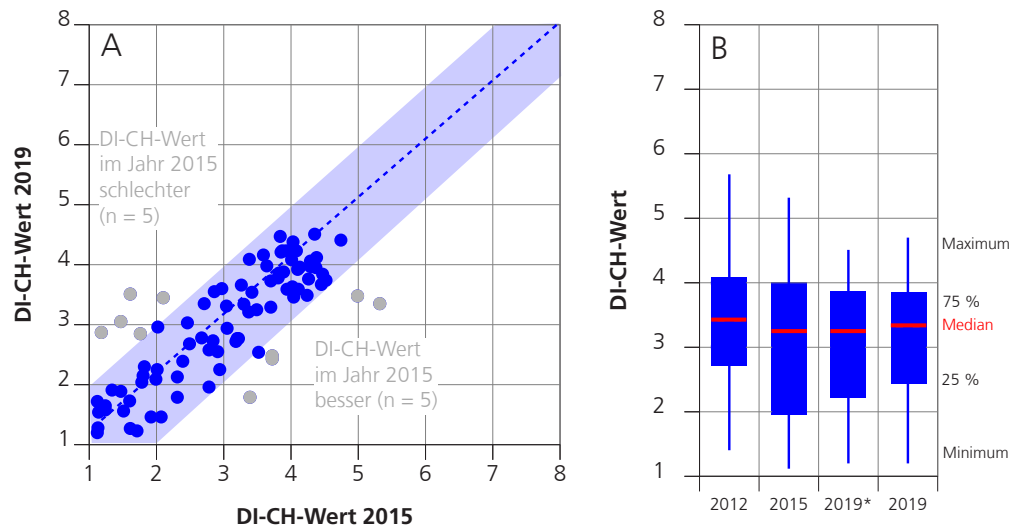 A
8
7
6
5
4
3
2
1
DI-CH-Wert 2019
DI-CH-Wert
im Jahr 2015
schlechter
(n = 5)
DI-CH-Wert
im Jahr 2015
besser (n = 5)
1
2
3
4
5
6
7
8
DI-CH-Wert 2015
B
8
7
6
5
4
3
2
1
DI-CH-Wert
Maximum
75 %
Median
25 %
Minimum
2012
2015
2019*
2019